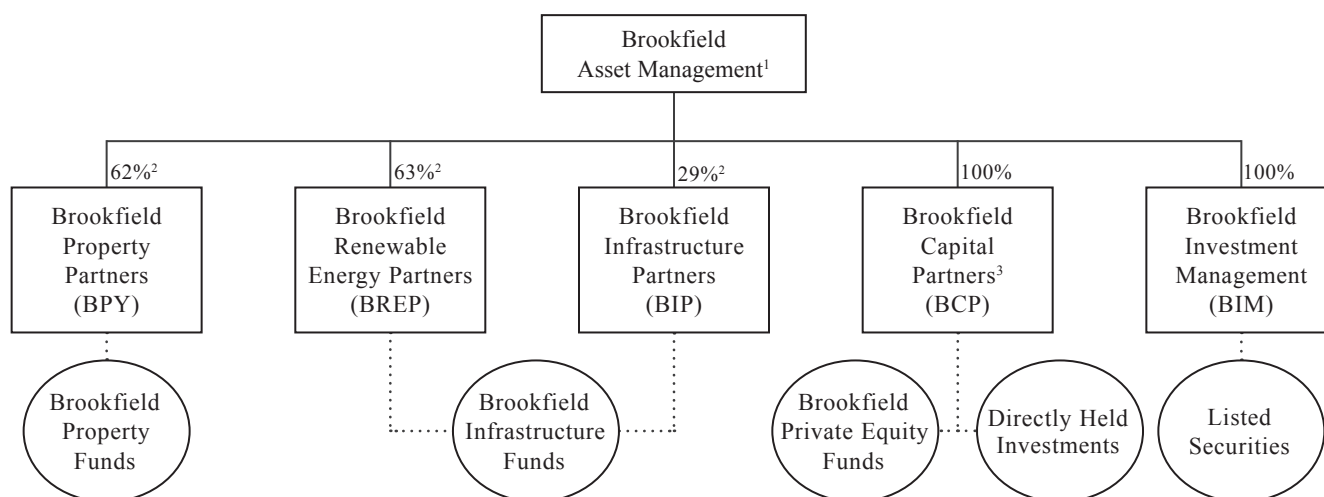 Brookfield
Asset Management¹
62%²
63%²
29%²
100%
100%
Brookfield
Property
Partners
(BPY)
Brookfield
Renewable
Energy Partners
(BREP)
Brookfield
Infrastructure
Partners
(BIP)
Brookfield
Capital
Partners³
(BCP)
Brookfield
Investment
Management
(BIM)
Brookfield
Property
Funds
Brookfield
Infrastructure
Funds
Brookfield
Private Equity
Funds
Directly Held
Investments
Listed
Securities